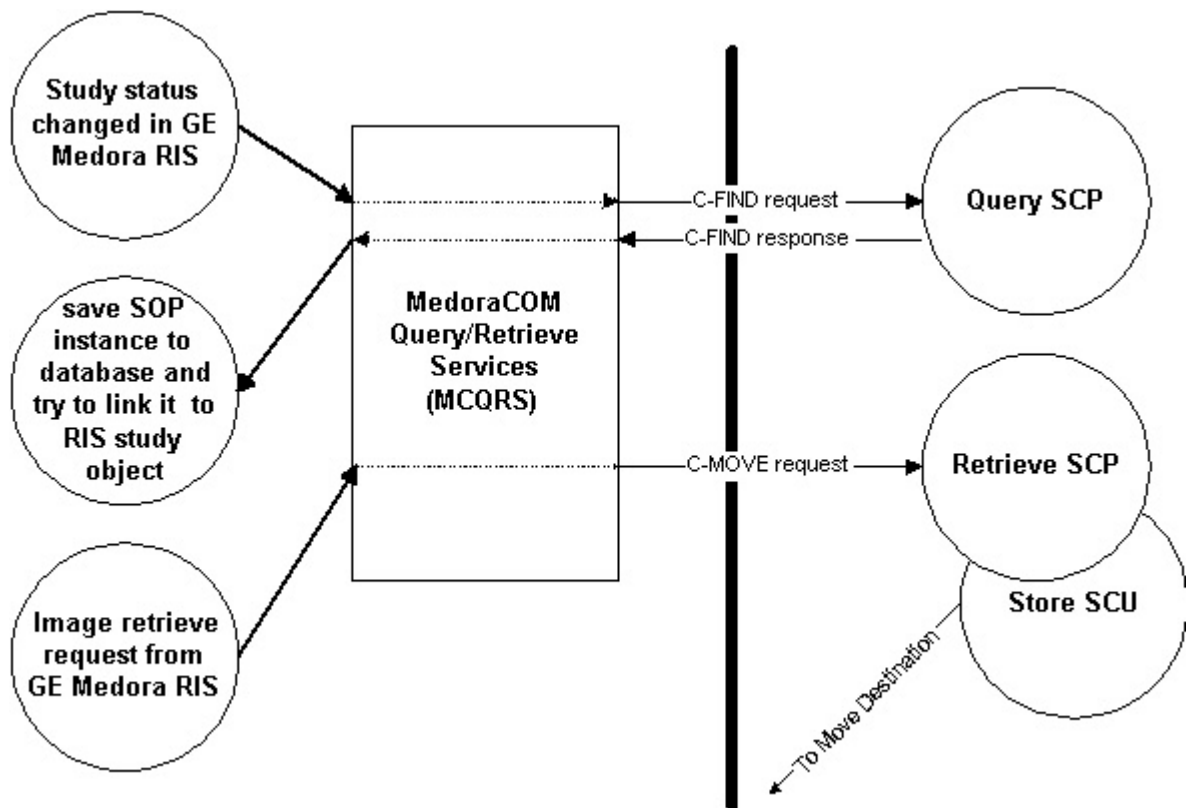 Study status
changed in GE
Medora RIS
C-FIND request
Query SCP
C-FIND response
save SOP
instance to
database and
try to link it to
RIS study
object
MedoraCOM
Query/Retrieve
Services
(MCQRS)
C-MOVE request
Retrieve SCP
Image retrieve
request from
GE Medora RIS
Store SCU
To Move Destination